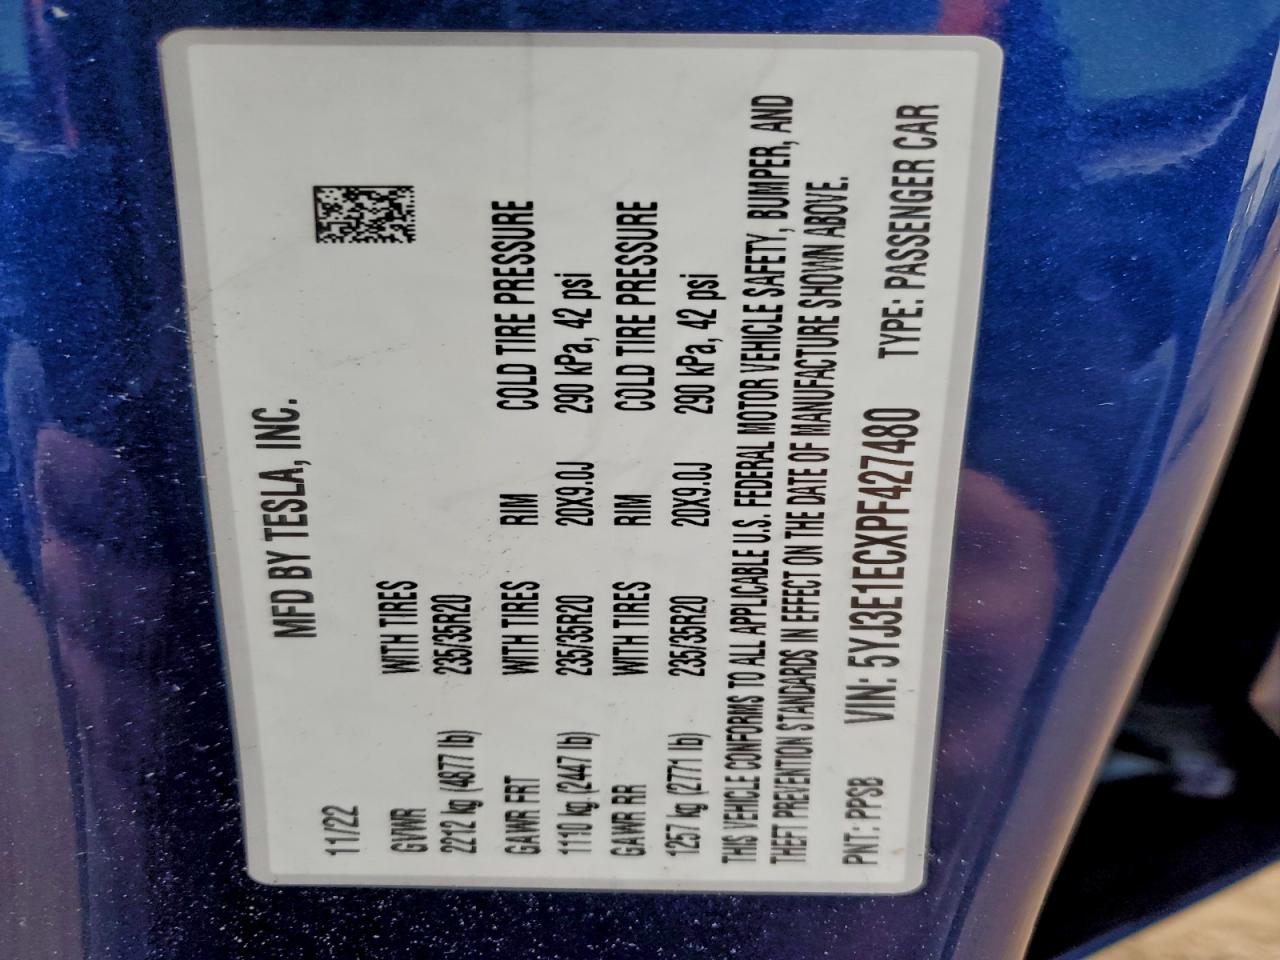 MFD BY TESLA, INC.
11/22
GVWR WITH TIRES
2212 kg (4877 lb) 235/35R20
GAWR FRT WITH TIRES RIM COLD TIRE PRESSURE
1110 kg (2447 lb) 235/35R20 20X9.0J 290 kPa, 42 psi
GAWR RR WITH TIRES RIM COLD TIRE PRESSURE
1257 kg (2771 lb) 235/35R20 20X9.0J 290 kPa, 42 psi
THIS VEHICLE CONFORMS TO ALL APPLICABLE U.S. FEDERAL MOTOR VEHICLE SAFETY, BUMPER, AND
THEFT PREVENTION STANDARDS IN EFFECT ON THE DATE OF MANUFACTURE SHOWN ABOVE.
PNT: PPSB VIN: 5YJ3E1ECXPF427480 TYPE: PASSENGER CAR